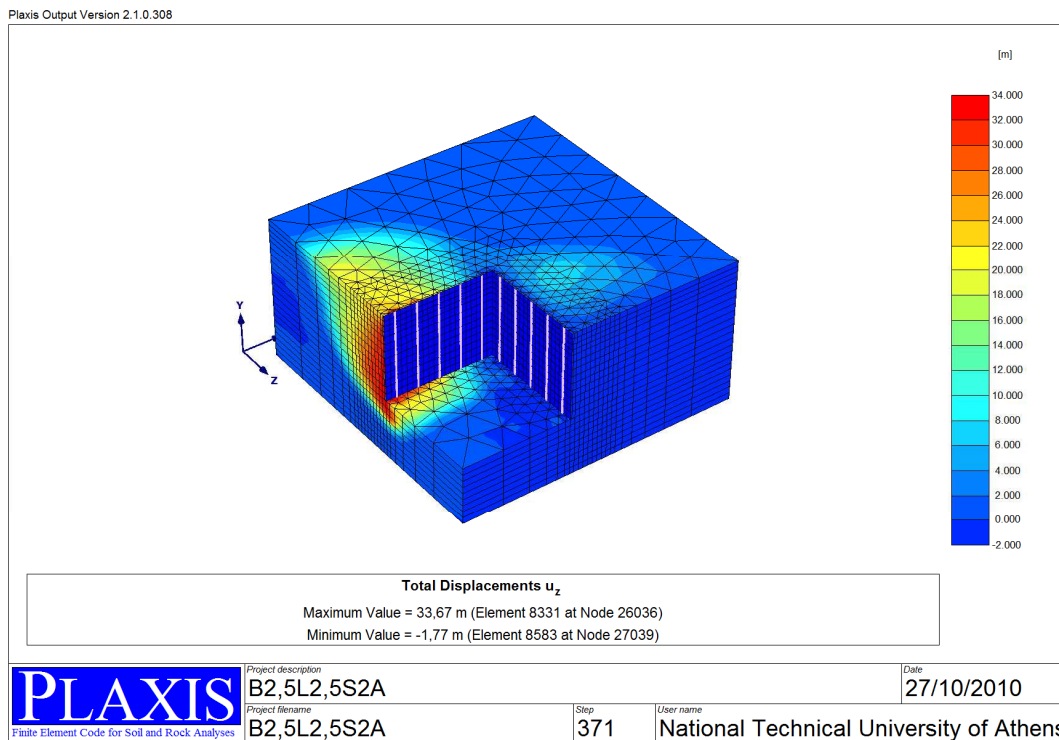 Plaxis Output Version 2.1.0.308
[m]
34.000
32.000
30.000
28.000
26.000
24.000
22.000
20.000
18.000
16.000
14.000
12.000
10.000
8.000
6.000
4.000
2.000
0.000
-2.000
Y
Z
Total Displacements uz
Maximum Value = 33,67 m (Element 8331 at Node 26036)
Minimum Value = -1,77 m (Element 8583 at Node 27039)
PLAXIS
Finite Element Code for Soil and Rock Analyses
Project description
B2,5L2,5S2A
Date
27/10/2010
Project filename
B2,5L2,5S2A
Step
371
User name
National Technical University of Athens